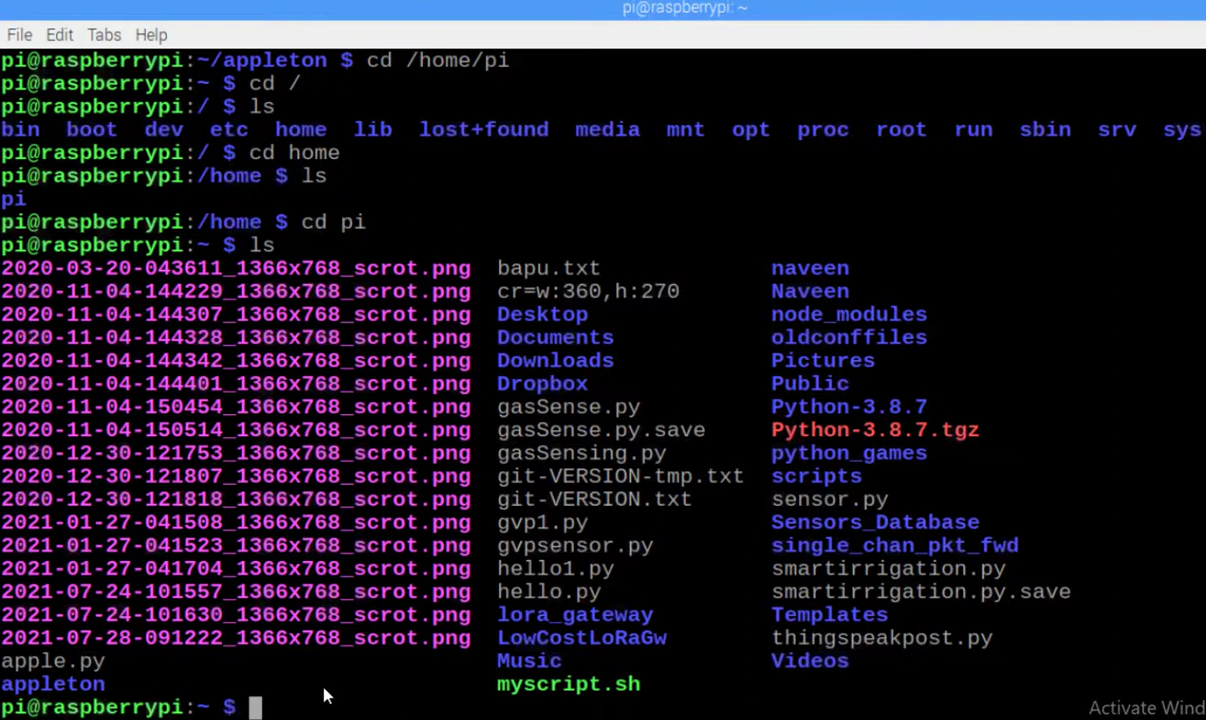 pi@raspberrypi: ~
File Edit Tabs Help
pi@raspberrypi:~/appleton $ cd /home/pi
pi@raspberrypi:~ $ cd /
pi@raspberrypi:/ $ ls
bin boot dev etc home lib lost+found media mnt opt proc root run sbin srv sys
pi@raspberrypi:/ $ cd home
pi@raspberrypi:/home $ ls
pi
pi@raspberrypi:/home $ cd pi
pi@raspberrypi:~ $ ls
2020-03-20-043611_1366x768_scrot.png bapu.txt naveen
2020-11-04-144229_1366x768_scrot.png cr=w:360,h:270 Naveen
2020-11-04-144307_1366x768_scrot.png Desktop node_modules
2020-11-04-144328_1366x768_scrot.png Documents oldconffiles
2020-11-04-144342_1366x768_scrot.png Downloads Pictures
2020-11-04-144401_1366x768_scrot.png Dropbox Public
2020-11-04-150454_1366x768_scrot.png gasSense.py Python-3.8.7
2020-11-04-150514_1366x768_scrot.png gasSense.py.save Python-3.8.7.tgz
2020-12-30-121753_1366x768_scrot.png gasSensing.py python_games
2020-12-30-121807_1366x768_scrot.png git-VERSION-tmp.txt scripts
2020-12-30-121818_1366x768_scrot.png git-VERSION.txt sensor.py
2021-01-27-041508_1366x768_scrot.png gvp1.py Sensors_Database
2021-01-27-041523_1366x768_scrot.png gvpsensor.py single_chan_pkt_fwd
2021-01-27-041704_1366x768_scrot.png hello1.py smartirrigation.py
2021-07-24-101557_1366x768_scrot.png hello.py smartirrigation.py.save
2021-07-24-101630_1366x768_scrot.png lora_gateway Templates
2021-07-28-091222_1366x768_scrot.png LowCostLoRaGw thingspeakpost.py
apple.py Music Videos
appleton myscript.sh
pi@raspberrypi:~ $
Activate Wind